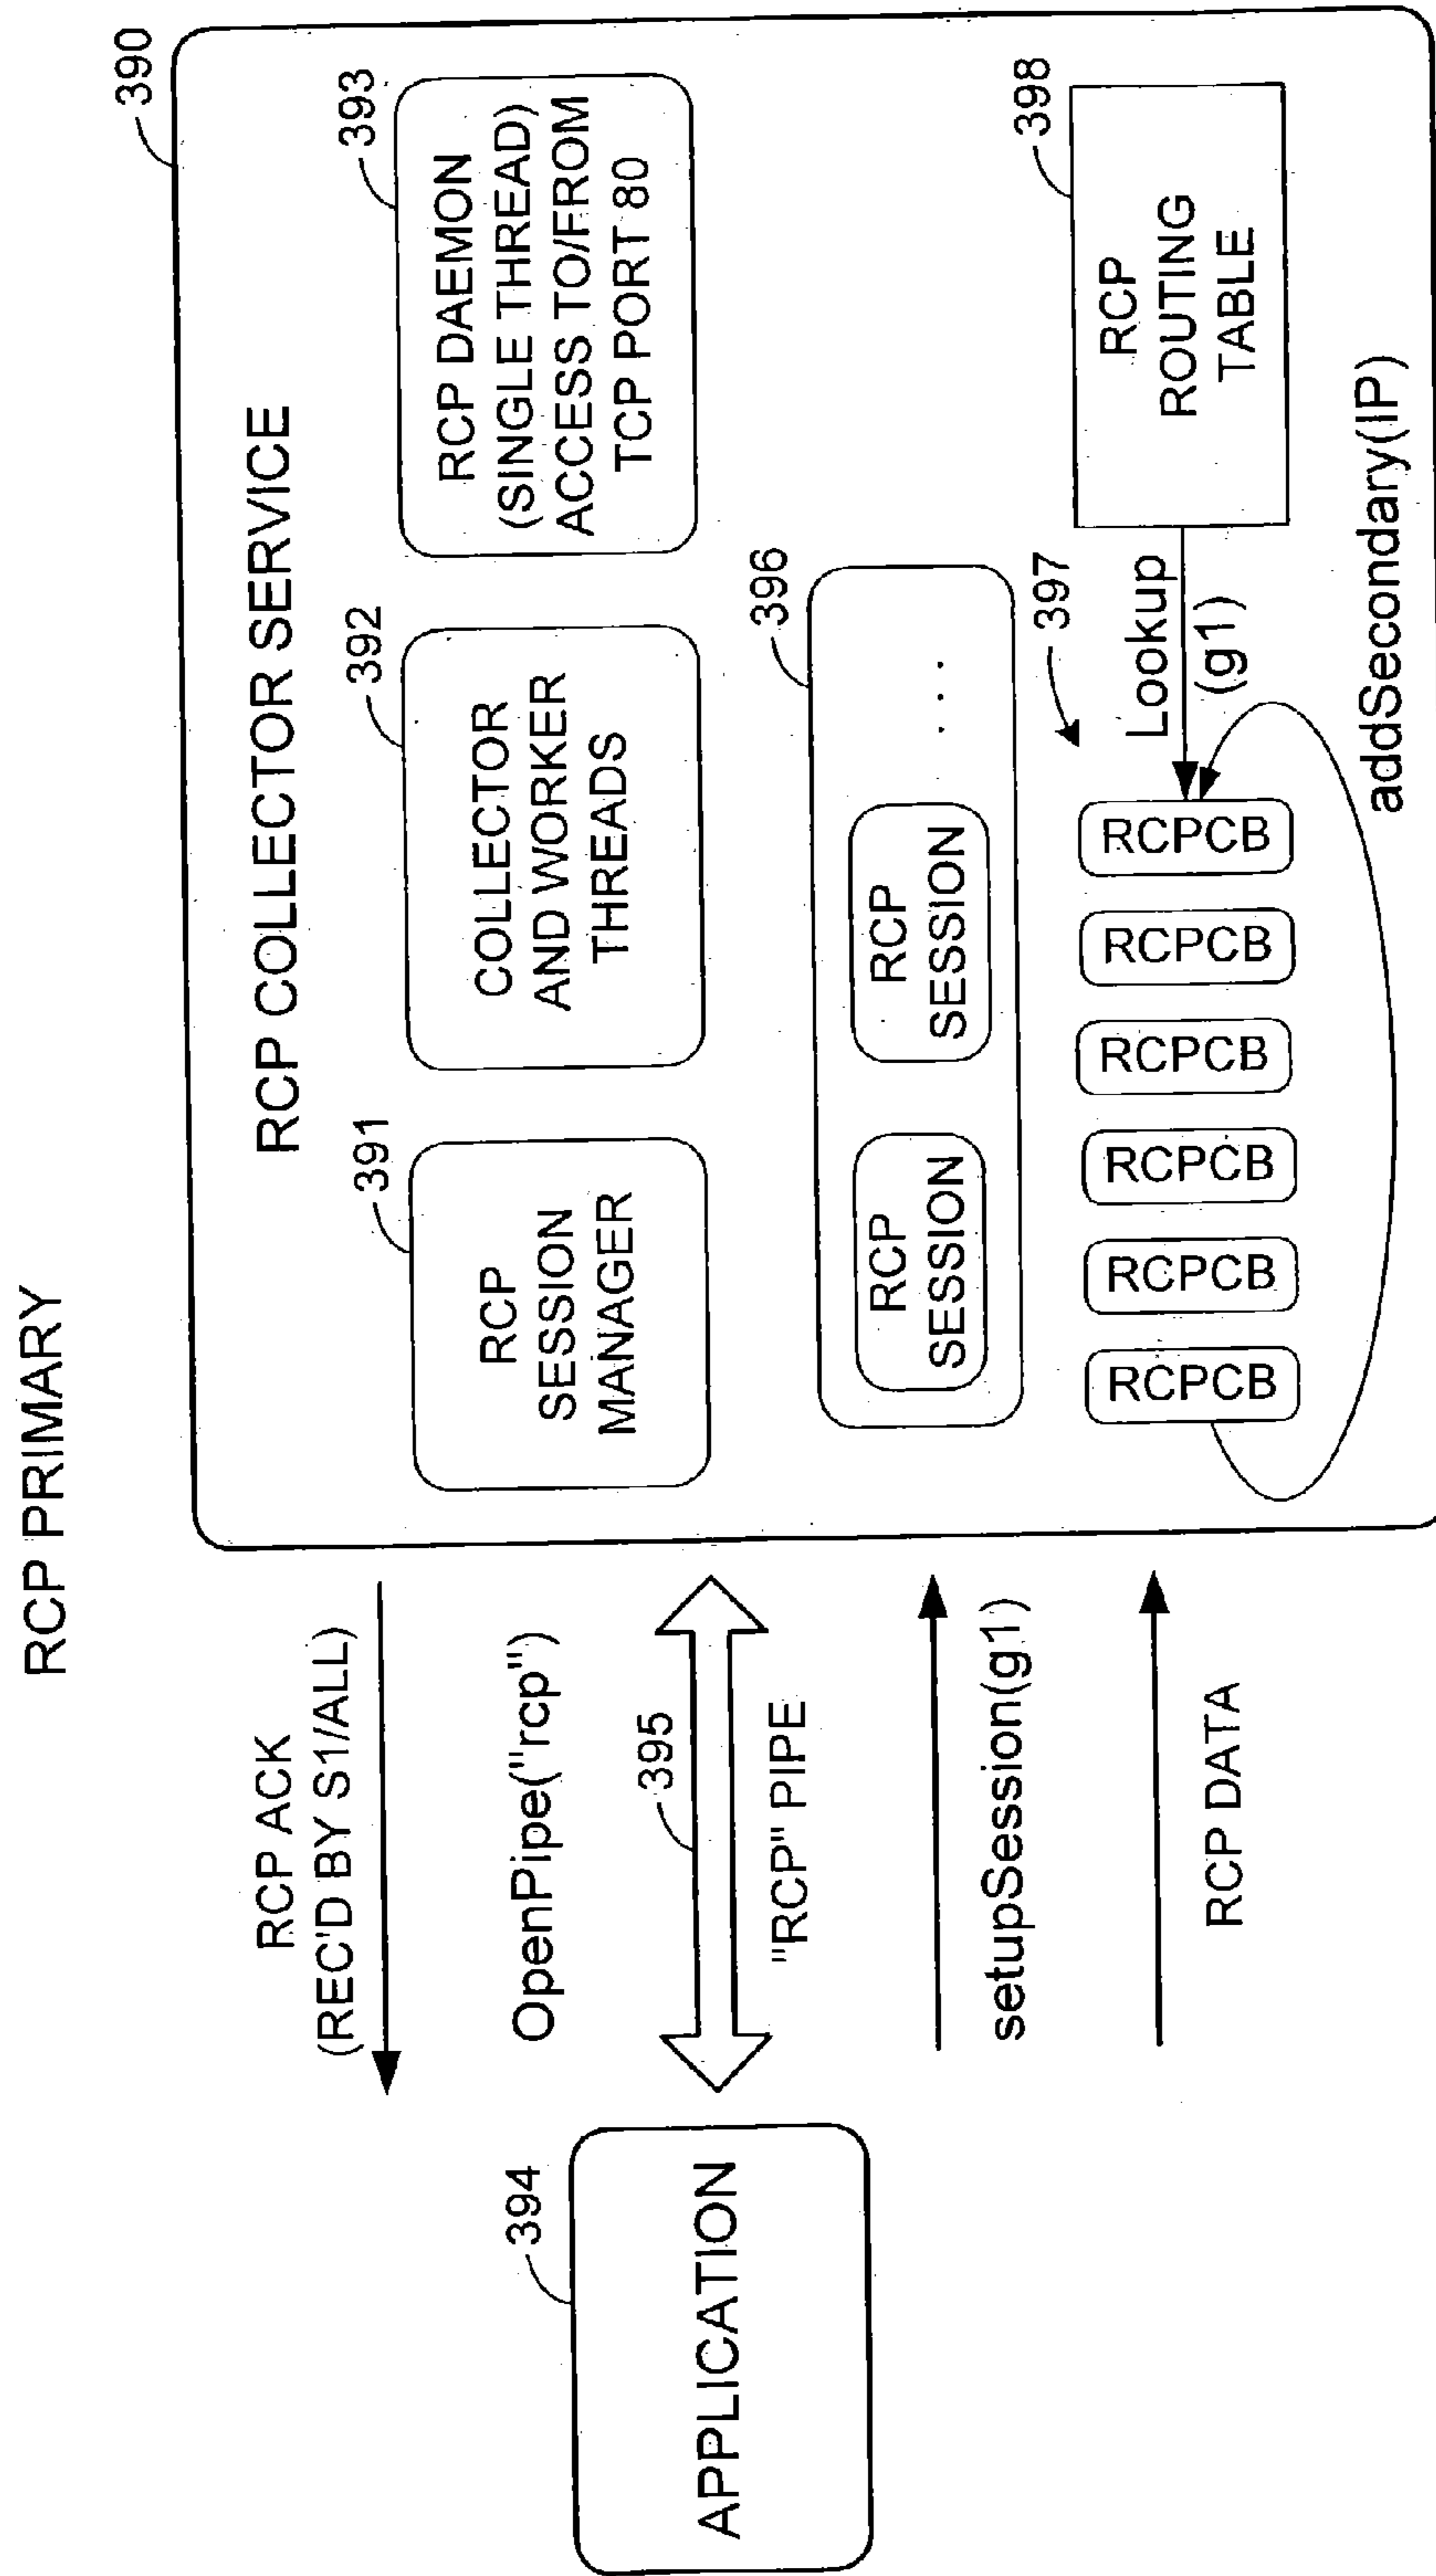 RCP PRIMARY
390
RCP COLLECTOR SERVICE
391
RCP
SESSION
MANAGER
392
COLLECTOR
AND WORKER
THREADS
393
RCP DAEMON
(SINGLE THREAD)
ACCESS TO/FROM
TCP PORT 80
RCP ACK
(REC'D BY S1/ALL)
OpenPipe("rcp")
395
"RCP" PIPE
setupSession(g1)
RCP DATA
394
APPLICATION
396
RCP
SESSION
RCP
SESSION
. . .
397
RCPCB
RCPCB
RCPCB
RCPCB
RCPCB
RCPCB
Lookup
(g1)
398
RCP
ROUTING
TABLE
addSecondary(IP)